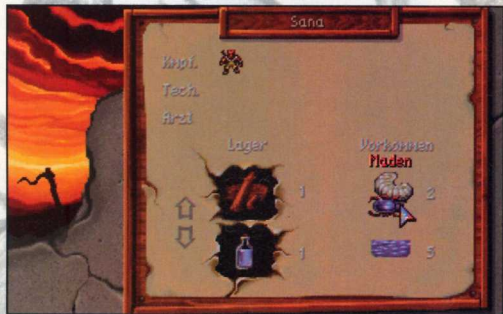 Sana
Kmpf.
Tech.
Arzt
Lager
Vorkommen
Maden
1 2
1 5